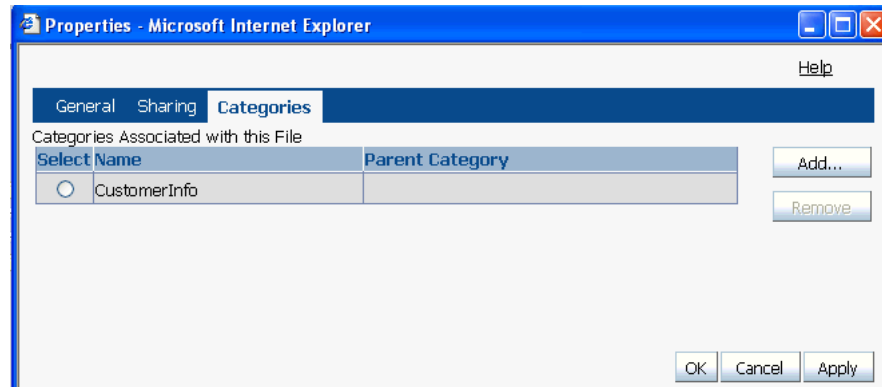 Properties - Microsoft Internet Explorer
Help
General Sharing Categories
Categories Associated with this File
Select Name Parent Category
Add...
CustomerInfo
Remove
OK Cancel Apply